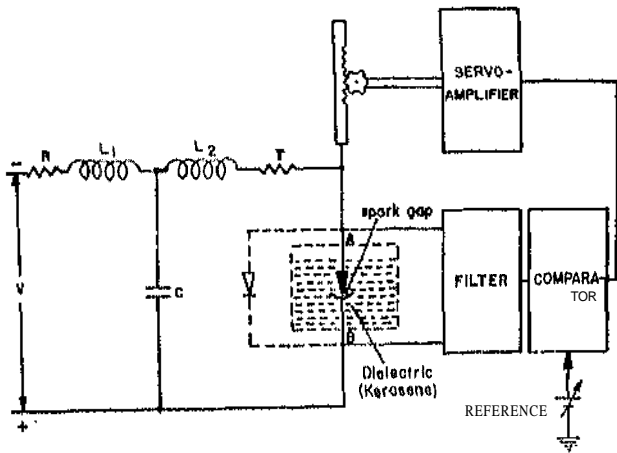 SERVO-
AMPLIFIER
R
L1
L2
T
-
spark gap
A
V
C
FILTER
COMPARA
TOR
B
Dielectric
(Kerosene)
REFERENCE
+